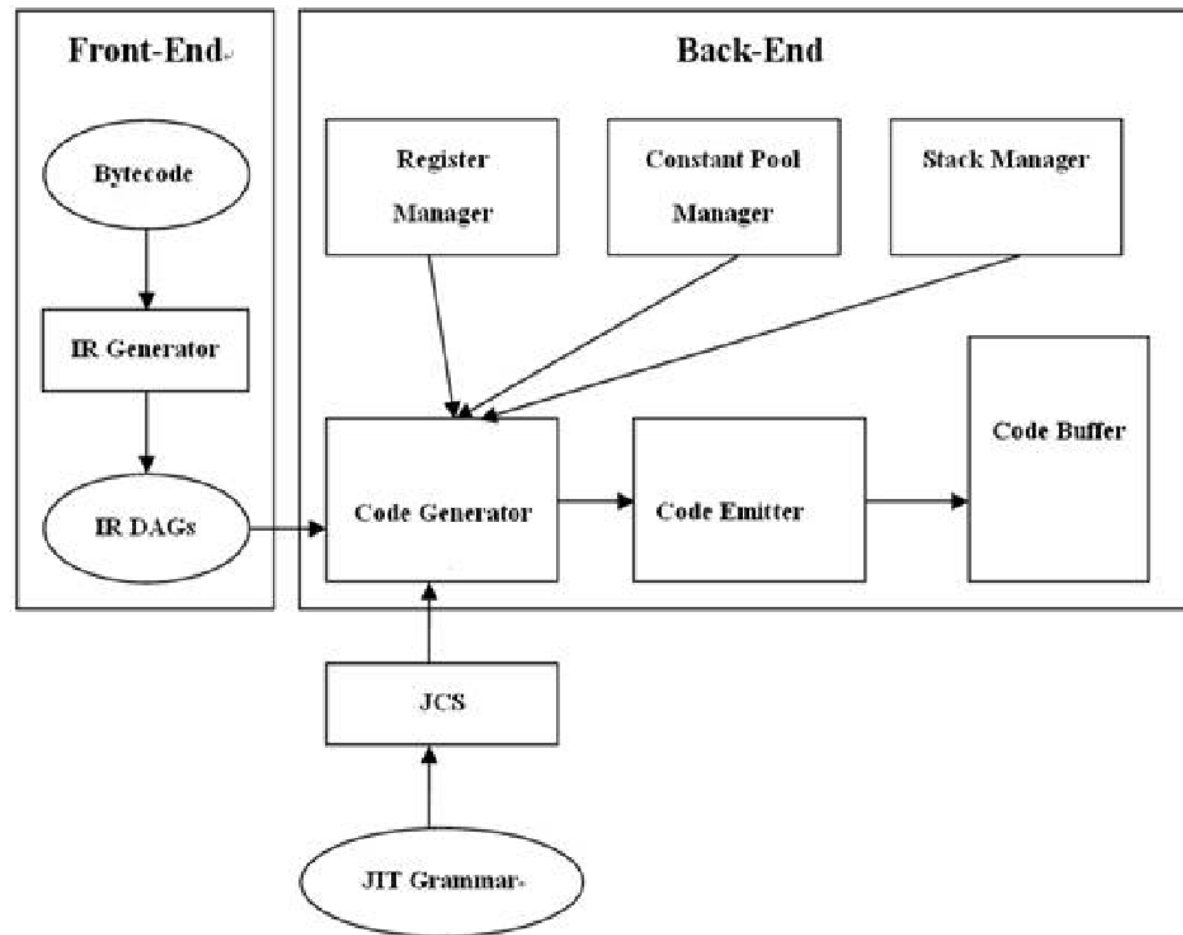 Front-End
Back-End
Bytecode
IR Generator
IR DAGs
Register
Manager
Constant Pool
Manager
Stack Manager
Code Generator
Code Emitter
Code Buffer
JCS
JIT Grammar-